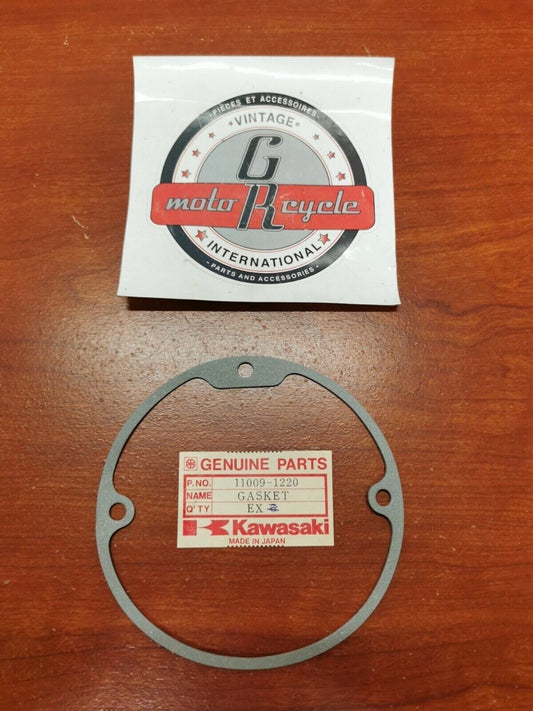 -PIÈCES ET ACCESSOIRES-
VINTAGE
G
moto R cycle
INTERNATIONAL
-PARTS AND ACCESSORIES-
GENUINE PARTS
P.NO. 11009-1220
NAME GASKET
Q'TY EX
Kawasaki
MADE IN JAPAN